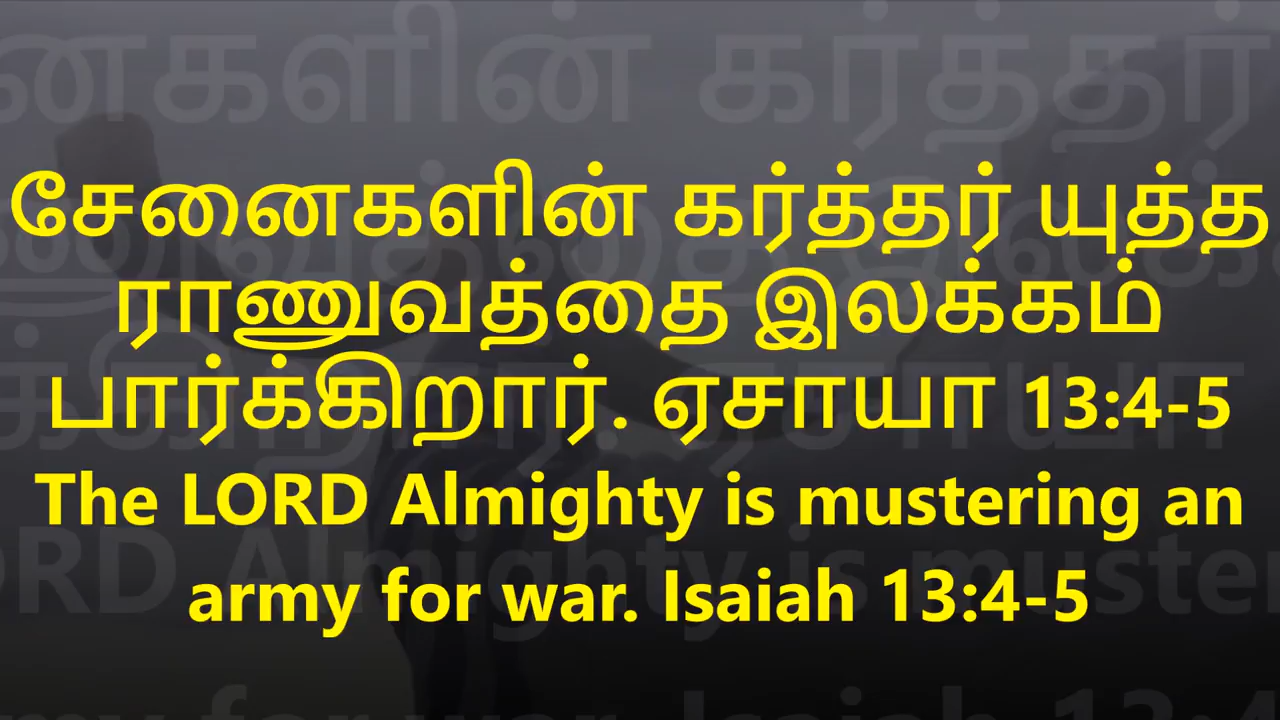 சேனைகளின் கர்த்தர் யுத்த
ராணுவத்தை இலக்கம்
பார்க்கிறார். ஏசாயா 13:4-5
The LORD Almighty is mustering an
army for war. Isaiah 13:4-5